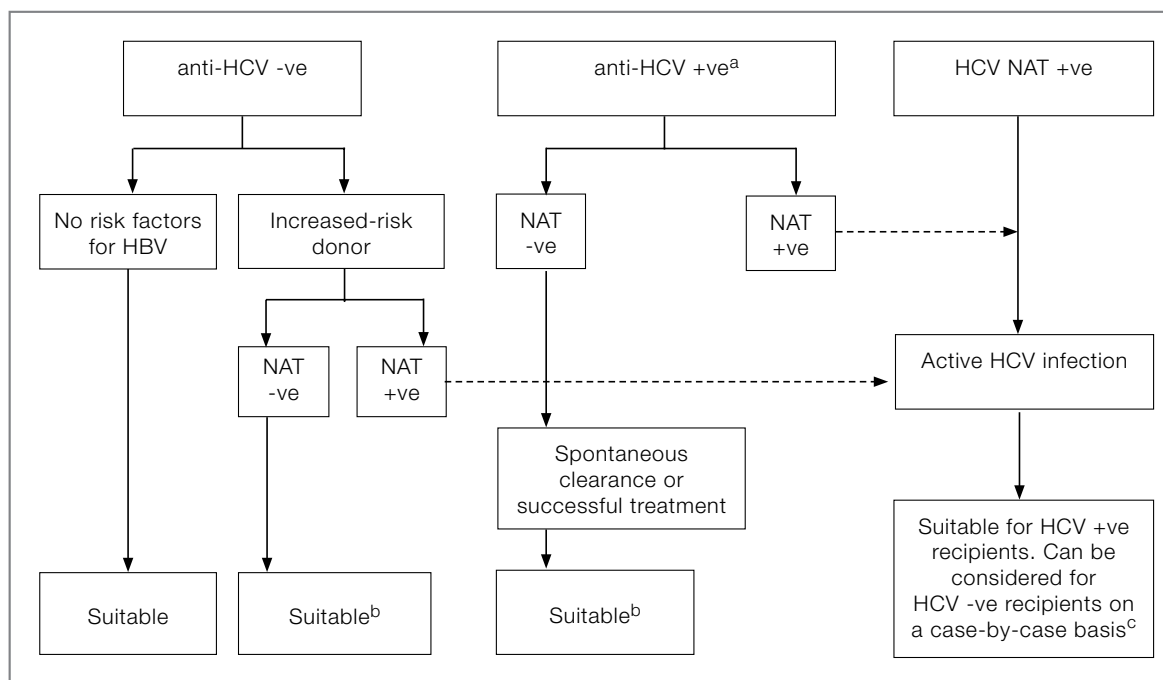 anti-HCV -ve
anti-HCV +veᵃ
HCV NAT +ve
No risk factors
for HBV
Increased-risk
donor
NAT
-ve
NAT
+ve
NAT
-ve
NAT
+ve
Active HCV infection
Spontaneous
clearance or
successful treatment
Suitable
Suitableᵇ
Suitableᵇ
Suitable for HCV +ve
recipients. Can be
considered for
HCV -ve recipients on
a case-by-case basisᶜ